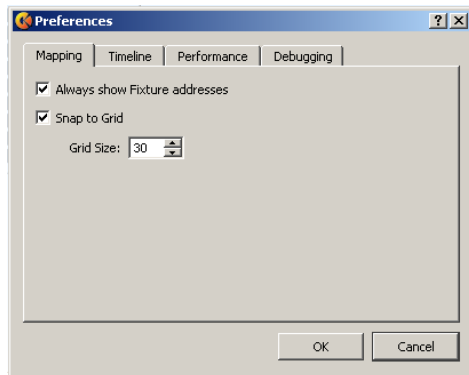 Preferences
Mapping Timeline Performance Debugging
Always show Fixture addresses
Snap to Grid
Grid Size: 30
OK Cancel